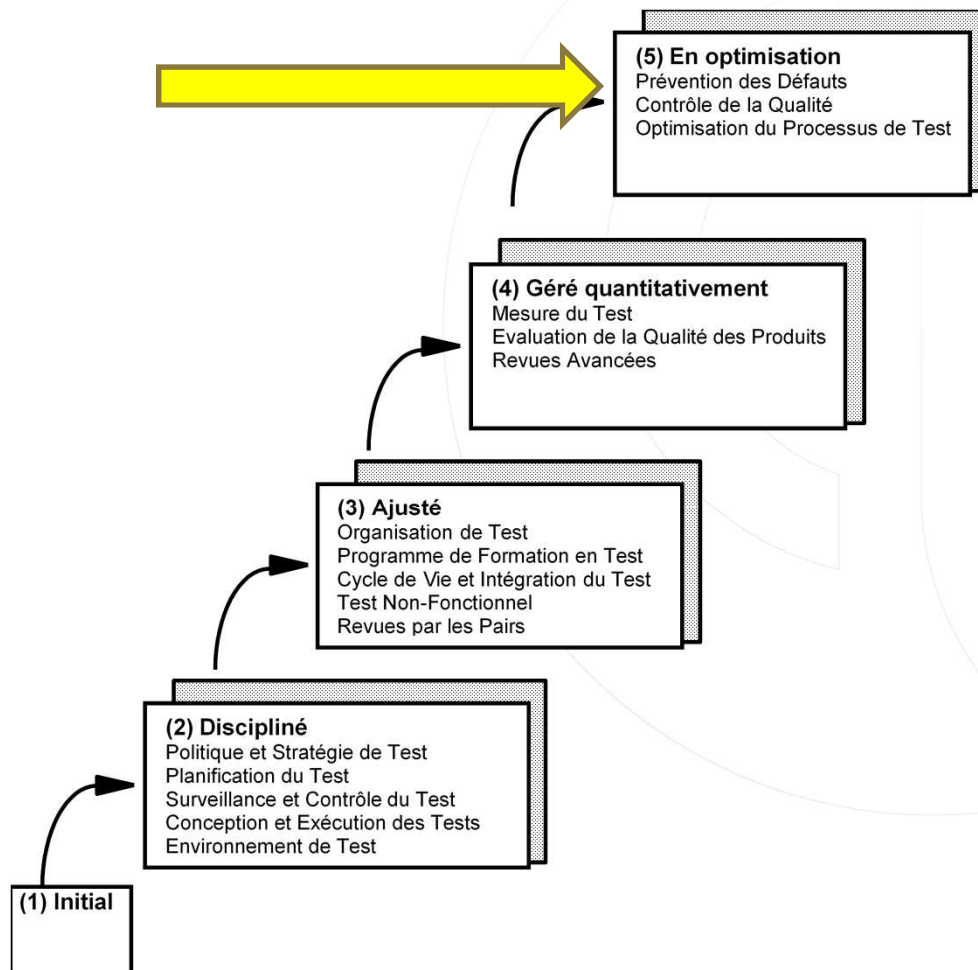 (5) En optimisation
Prévention des Défauts
Contrôle de la Qualité
Optimisation du Processus de Test
(4) Géré quantitativement
Mesure du Test
Evaluation de la Qualité des Produits
Revues Avancées
(3) Ajusté
Organisation de Test
Programme de Formation en Test
Cycle de Vie et Intégration du Test
Test Non-Fonctionnel
Revues par les Pairs
(2) Discipliné
Politique et Stratégie de Test
Planification du Test
Surveillance et Contrôle du Test
Conception et Exécution des Tests
Environnement de Test
(1) Initial